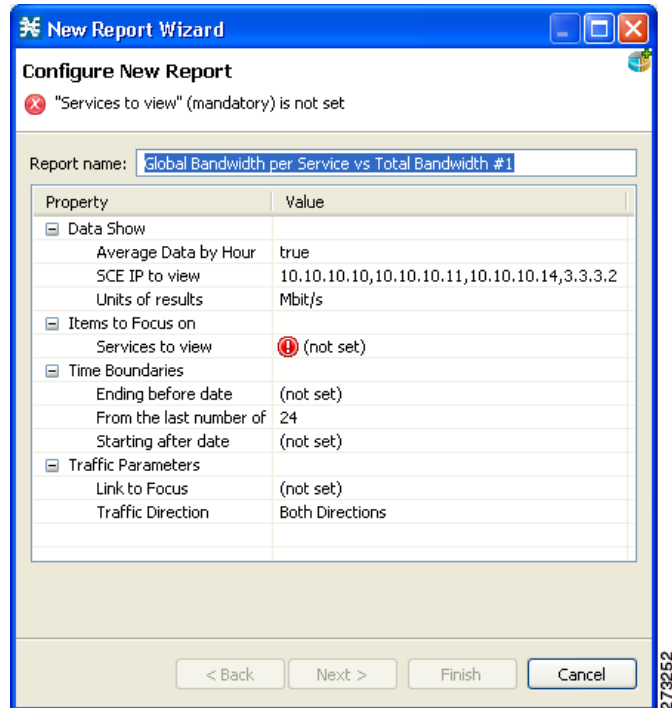 New Report Wizard
Configure New Report
"Services to view" (mandatory) is not set
Report name: Global Bandwidth per Service vs Total Bandwidth #1
Property Value
Data Show
Average Data by Hour true
SCE IP to view 10.10.10.10,10.10.10.11,10.10.10.14,3.3.3.2
Units of results Mbit/s
Items to Focus on
Services to view (not set)
Time Boundaries
Ending before date (not set)
From the last number of 24
Starting after date (not set)
Traffic Parameters
Link to Focus (not set)
Traffic Direction Both Directions
< Back Next > Finish Cancel
273252